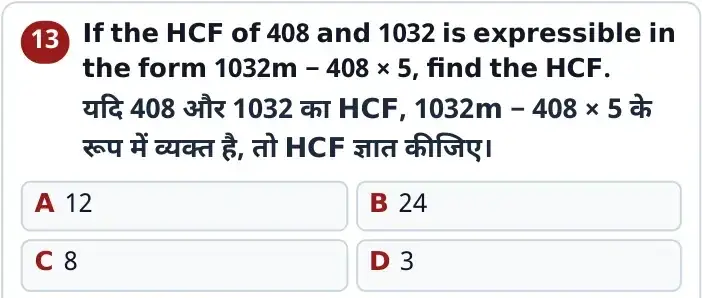 13 If the HCF of 408 and 1032 is expressible in
the form 1032m − 408 × 5, find the HCF.
यदि 408 और 1032 का HCF, 1032m − 408 × 5 के
रूप में व्यक्त है, तो HCF ज्ञात कीजिए।
A 12 B 24
C 8 D 3